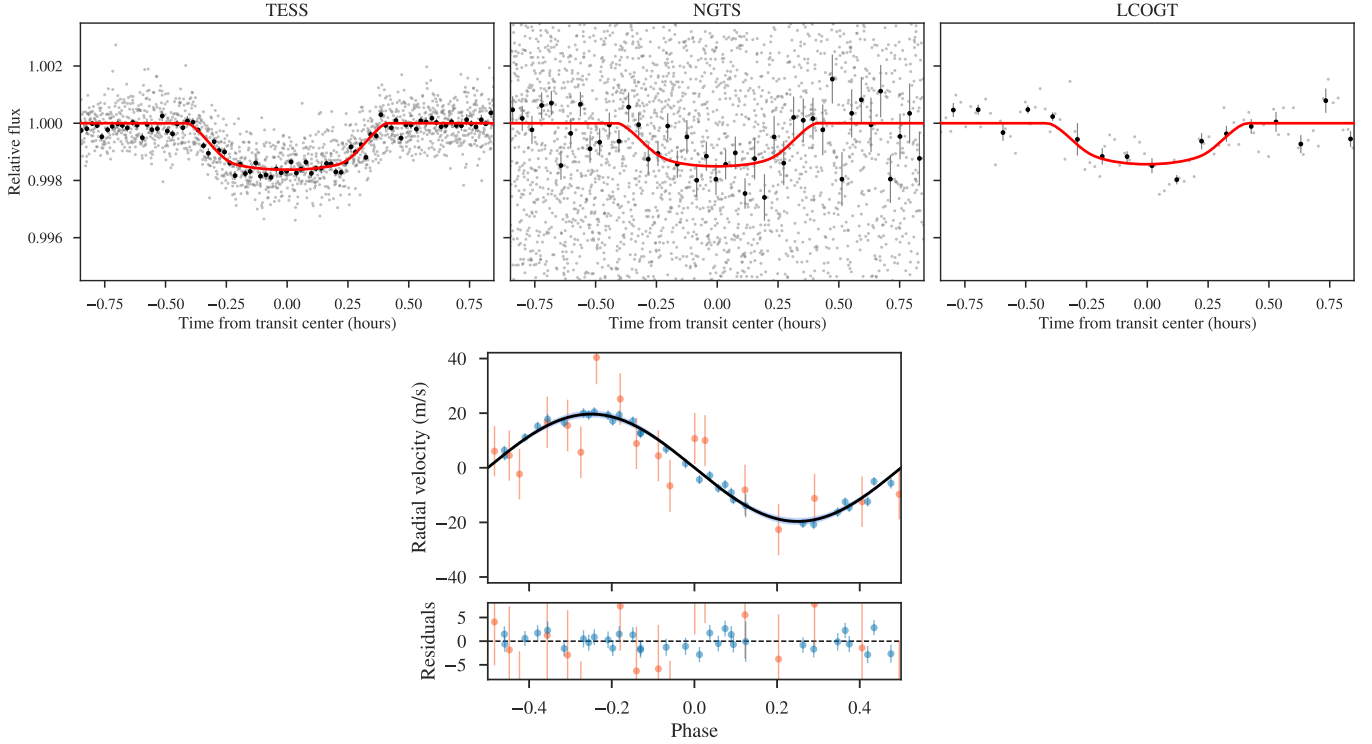 TESS
NGTS
LCOGT
Relative flux
1.002
1.000
0.998
0.996
−0.75 −0.50 −0.25 0.00 0.25 0.50 0.75
−0.75 −0.50 −0.25 0.00 0.25 0.50 0.75
−0.75 −0.50 −0.25 0.00 0.25 0.50 0.75
Time from transit center (hours)
Time from transit center (hours)
Time from transit center (hours)
Radial velocity (m/s)
40
20
0
−20
−40
Residuals
5
0
−5
−0.4 −0.2 0.0 0.2 0.4
Phase